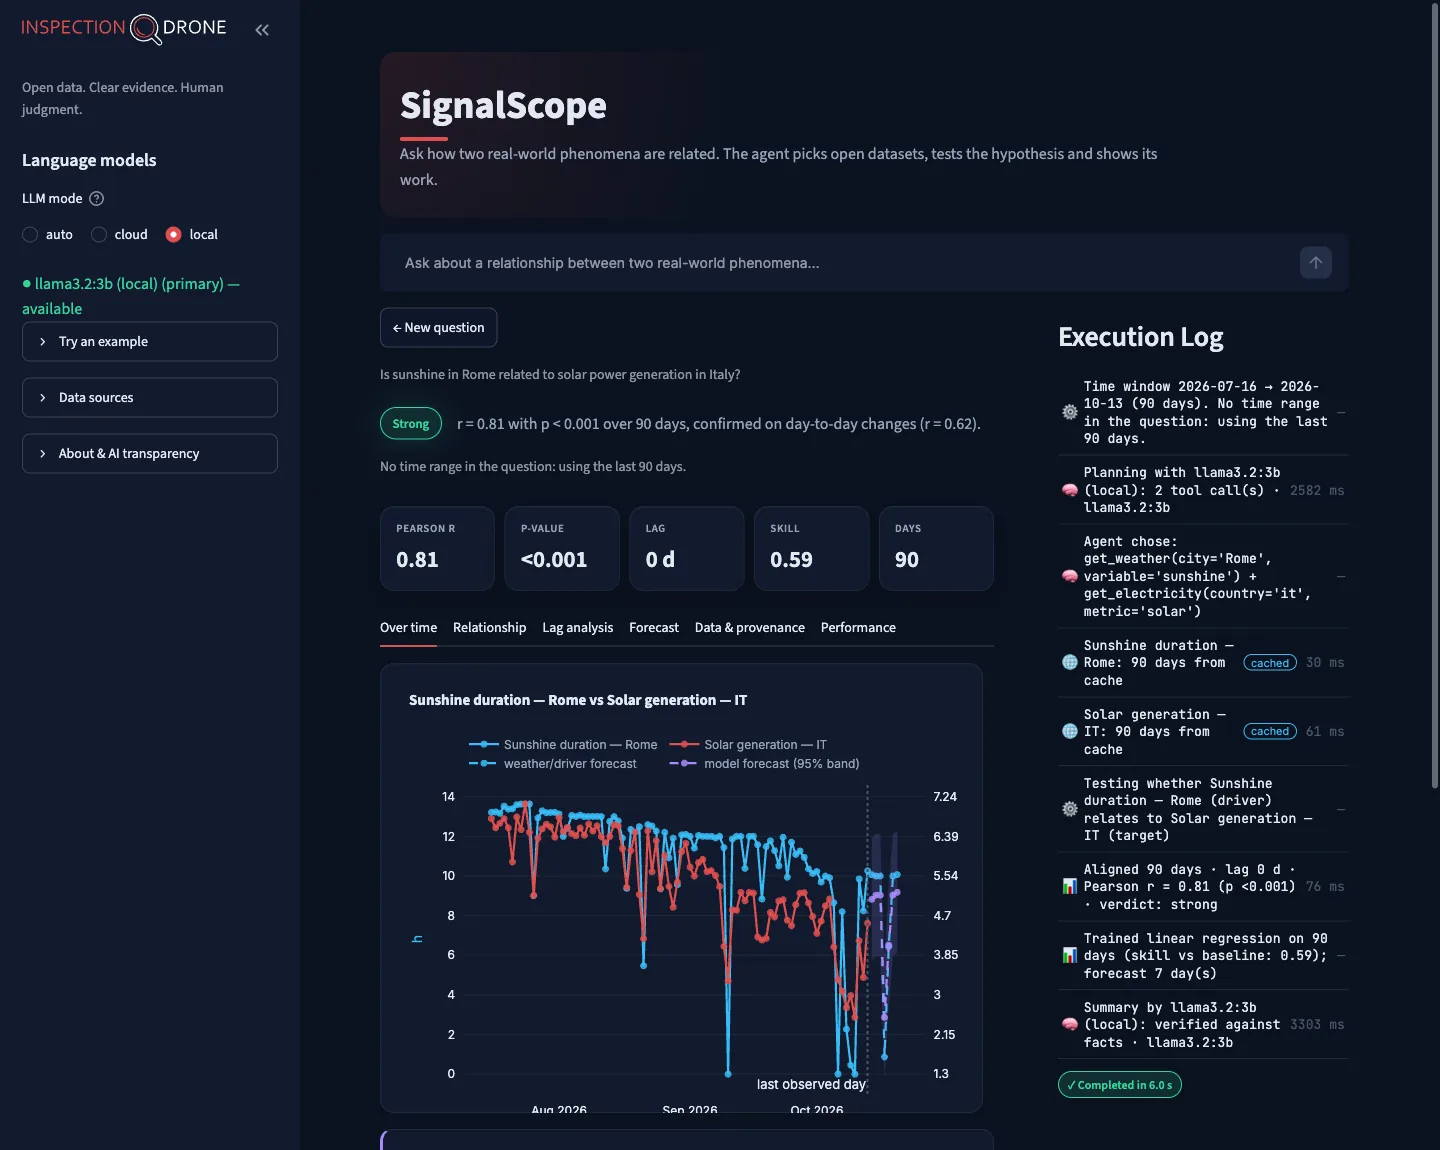 INSPECTION DRONE
Open data. Clear evidence. Human
judgment.
Language models
LLM mode
auto
cloud
local
● llama3.2:3b (local) (primary) —
available
Try an example
Data sources
About & AI transparency
SignalScope
Ask how two real-world phenomena are related. The agent picks open datasets, tests the hypothesis and shows its
work.
Ask about a relationship between two real-world phenomena...
← New question
Is sunshine in Rome related to solar power generation in Italy?
Strong
r = 0.81 with p < 0.001 over 90 days, confirmed on day-to-day changes (r = 0.62).
No time range in the question: using the last 90 days.
PEARSON R
0.81
P-VALUE
<0.001
LAG
0 d
SKILL
0.59
DAYS
90
Over time
Relationship
Lag analysis
Forecast
Data & provenance
Performance
Sunshine duration — Rome vs Solar generation — IT
Sunshine duration — Rome
Solar generation — IT
weather/driver forecast
model forecast (95% band)
14
12
10
8
6
4
2
0
h
7.24
6.39
5.54
4.7
3.85
3
2.15
1.3
last observed day
Aug 2026
Sep 2026
Oct 2026
Execution Log
Time window 2026-07-16 → 2026-
10-13 (90 days). No time range
in the question: using the last
90 days.
—
Planning with llama3.2:3b
(local): 2 tool call(s) ·
llama3.2:3b
2582 ms
Agent chose:
get_weather(city='Rome',
variable='sunshine') +
get_electricity(country='it',
metric='solar')
—
Sunshine duration —
Rome: 90 days from
cache
cached
30 ms
Solar generation —
IT: 90 days from
cache
cached
61 ms
Testing whether Sunshine
duration — Rome (driver)
relates to Solar generation —
IT (target)
—
Aligned 90 days · lag 0 d ·
Pearson r = 0.81 (p <0.001)
· verdict: strong
76 ms
Trained linear regression on 90
days (skill vs baseline: 0.59);
forecast 7 day(s)
—
Summary by llama3.2:3b
(local): verified against
facts · llama3.2:3b
3303 ms
✓ Completed in 6.0 s